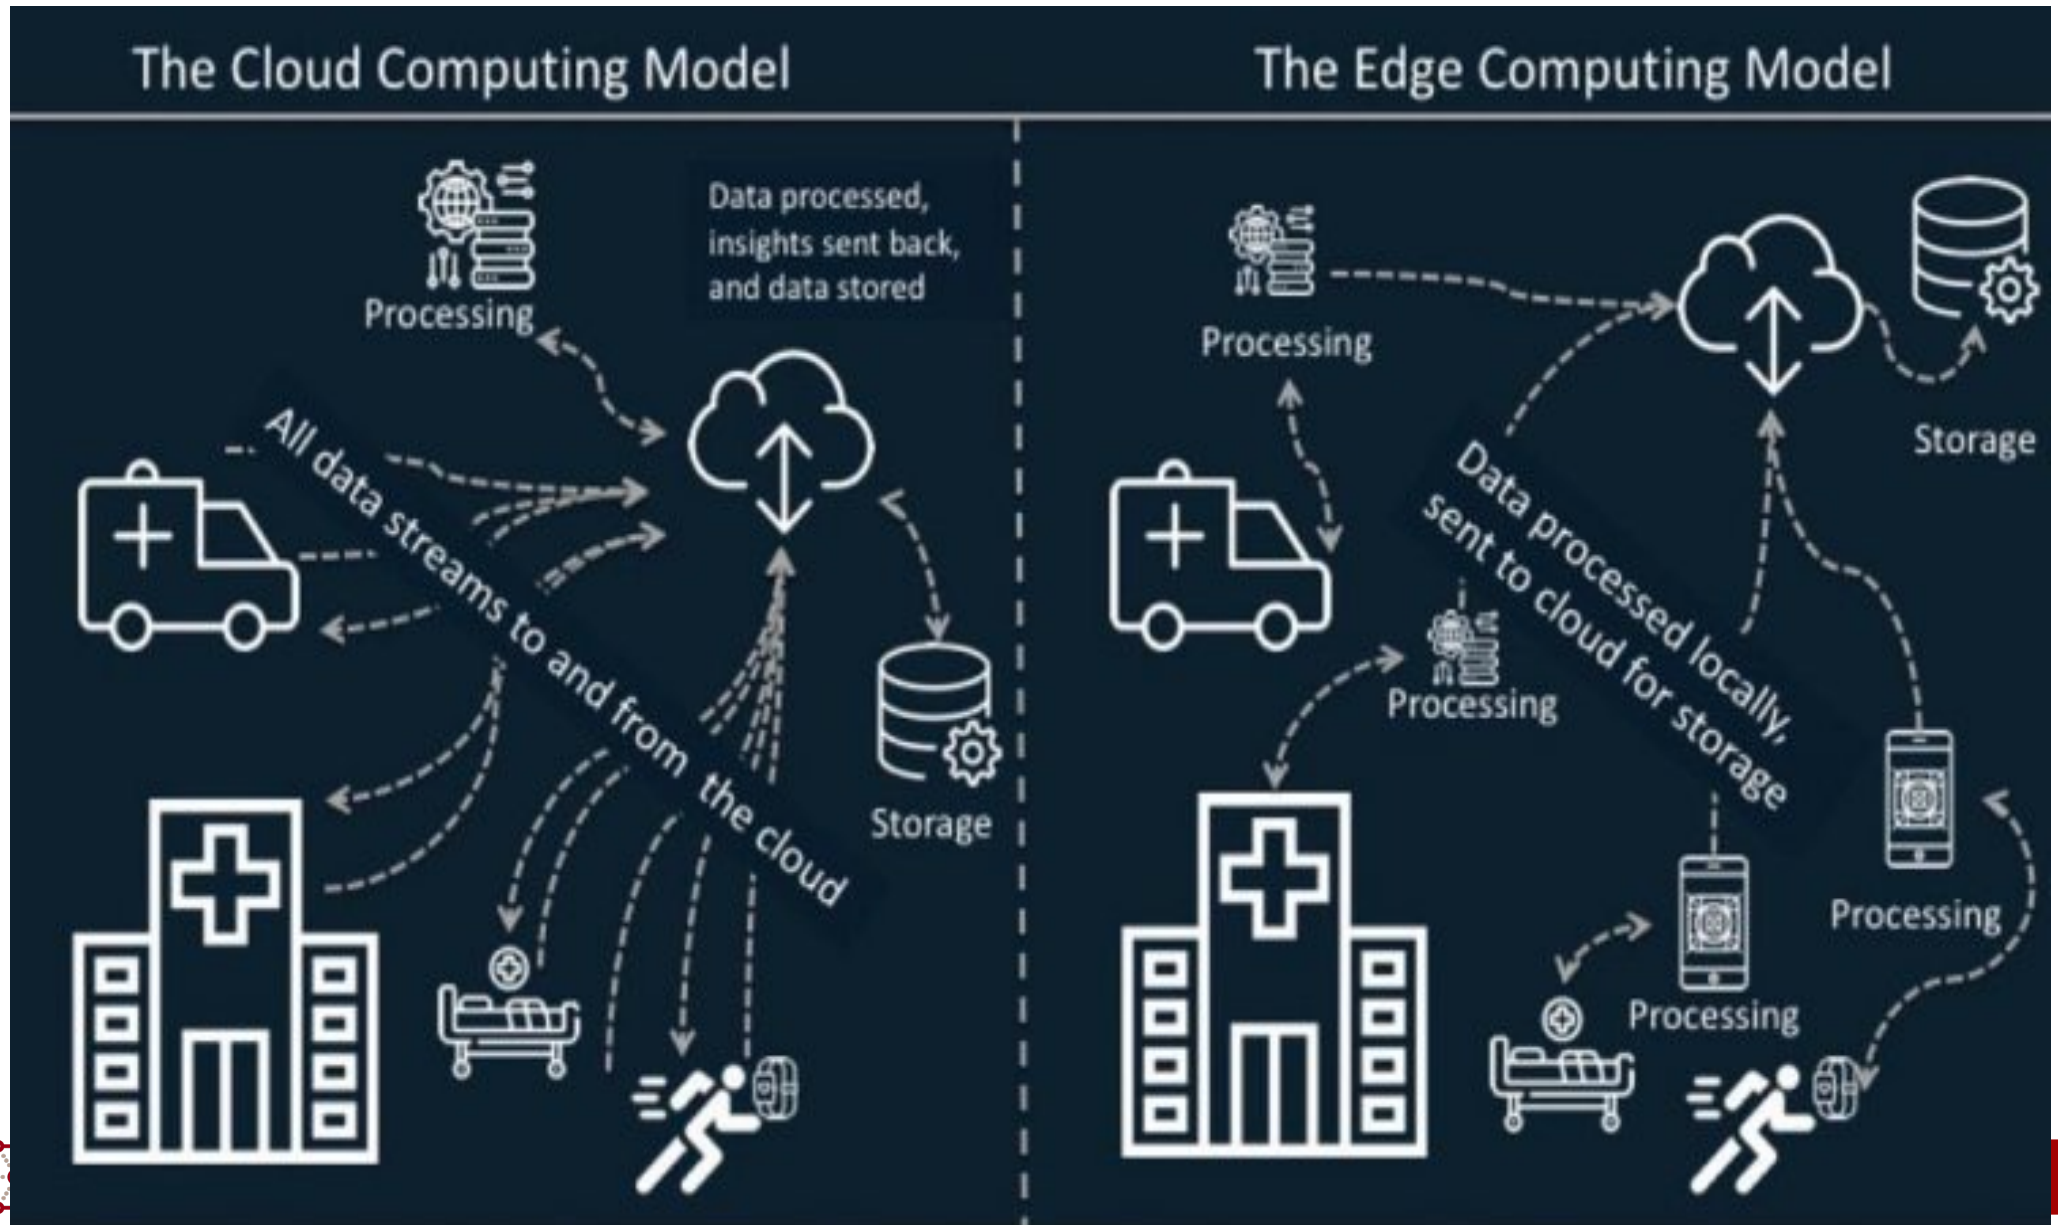 The Cloud Computing Model
Processing
Data processed,
insights sent back,
and data stored
All data streams to and from the cloud
Storage
The Edge Computing Model
Processing
Storage
Data processed locally,
sent to cloud for storage
Processing
Processing
Processing